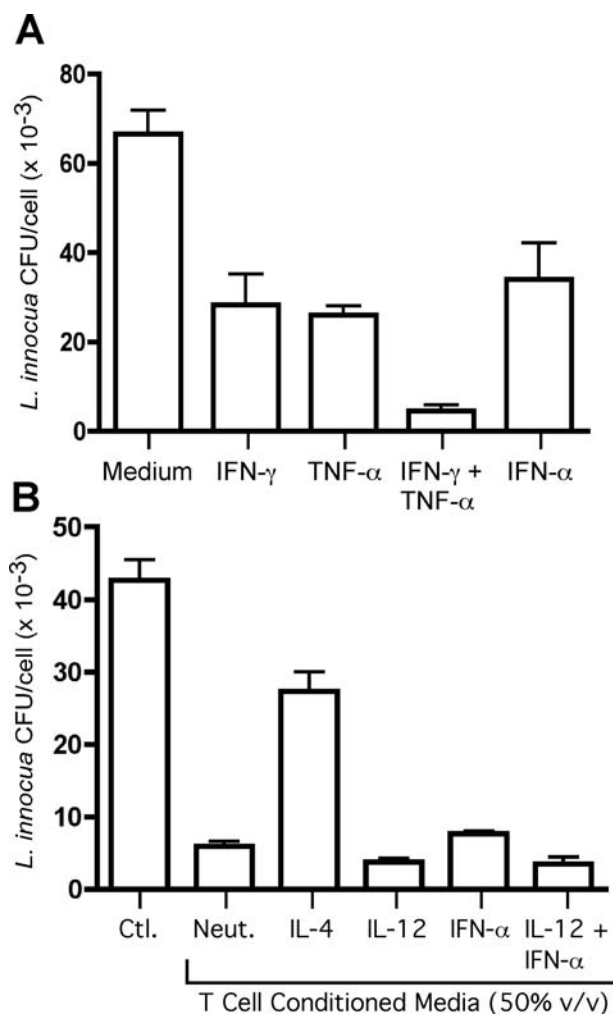 A
L. innocua CFU/cell (x 10-3)
80
60
40
20
0
Medium IFN-γ TNF-α IFN-γ + TNF-α IFN-α
B
L. innocua CFU/cell (x 10-3)
50
40
30
20
10
0
Ctl. Neut. IL-4 IL-12 IFN-α IL-12 + IFN-α
T Cell Conditioned Media (50% v/v)